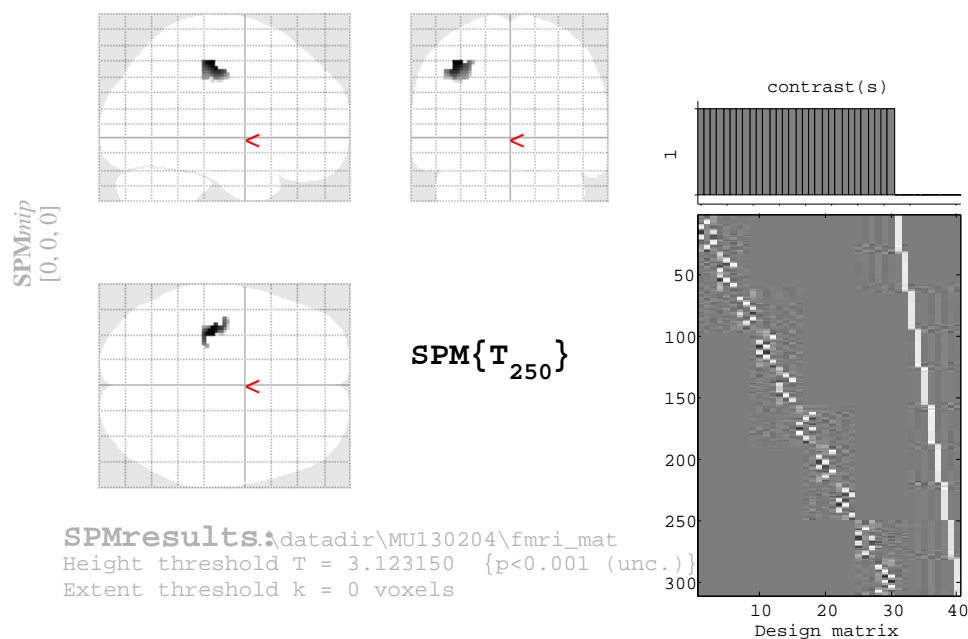 SPMmip
[0, 0, 0]
<
<
<
SPM{T250}
contrast(s)
1
50
100
150
200
250
300
10 20 30 40
Design matrix
SPMresults:.\datadir\MU130204\fmri_mat
Height threshold T = 3.123150 {p<0.001 (unc.)}
Extent threshold k = 0 voxels